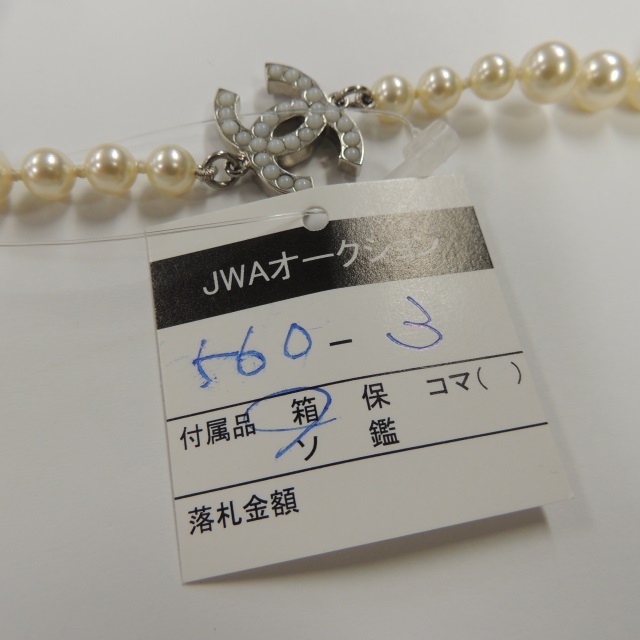 JWAオークション
560-3
付属品 箱 保 コマ( )
ソ 鑑
落札金額